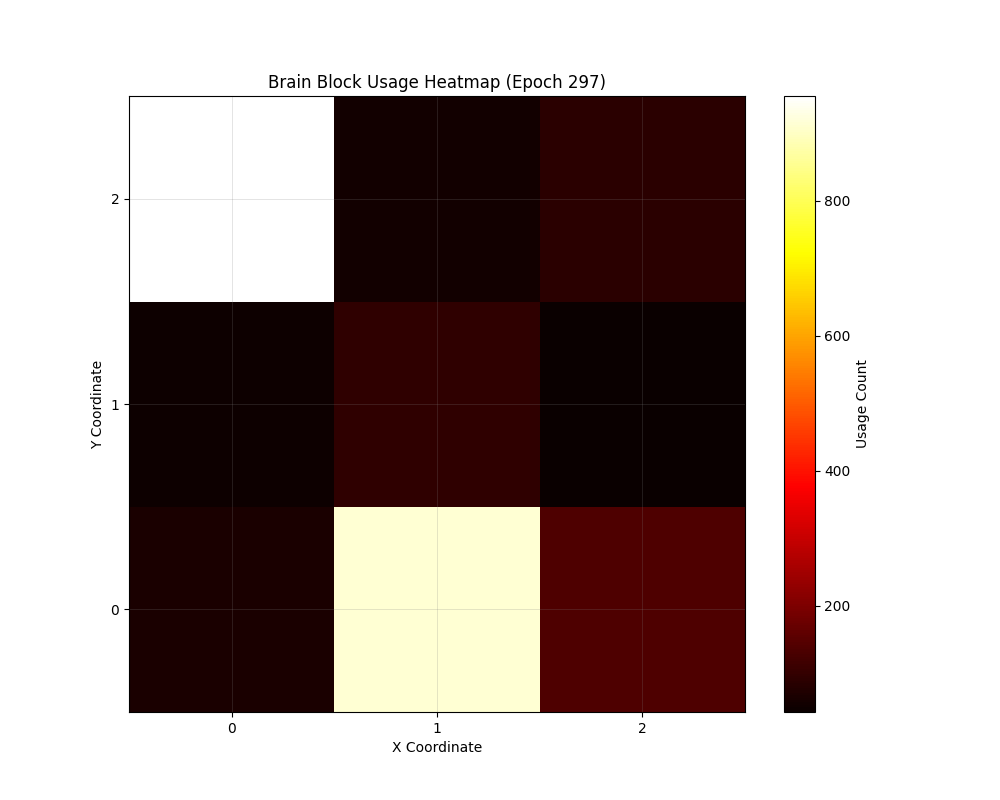 Brain Block Usage Heatmap (Epoch 297)
2
1
0
Y Coordinate
0 1 2
X Coordinate
800
600
400
200
Usage Count